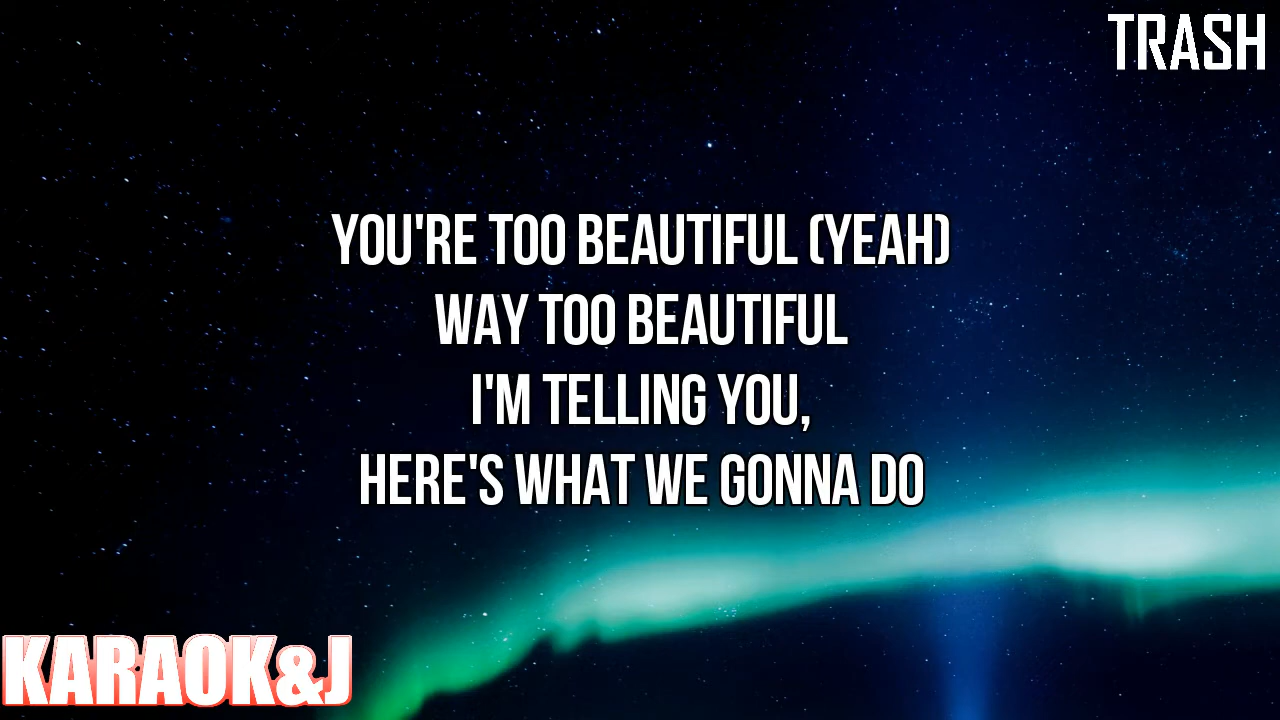 TRASH
YOU'RE TOO BEAUTIFUL (YEAH)
WAY TOO BEAUTIFUL
I'M TELLING YOU,
HERE'S WHAT WE GONNA DO
KARAOK&J